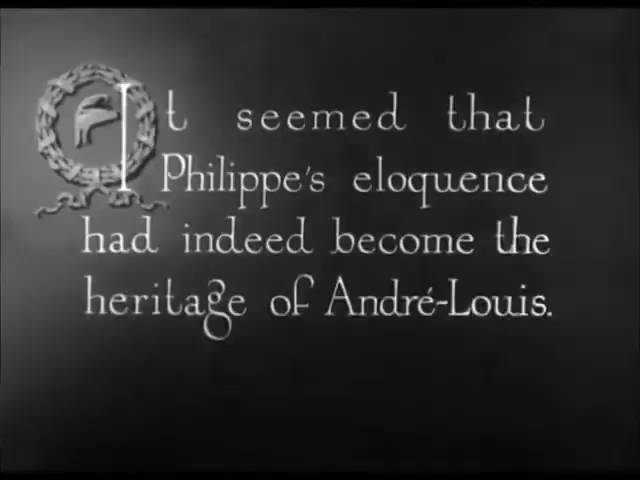 It seemed that
Philippe's eloquence
had indeed become the
heritage of André-Louis.